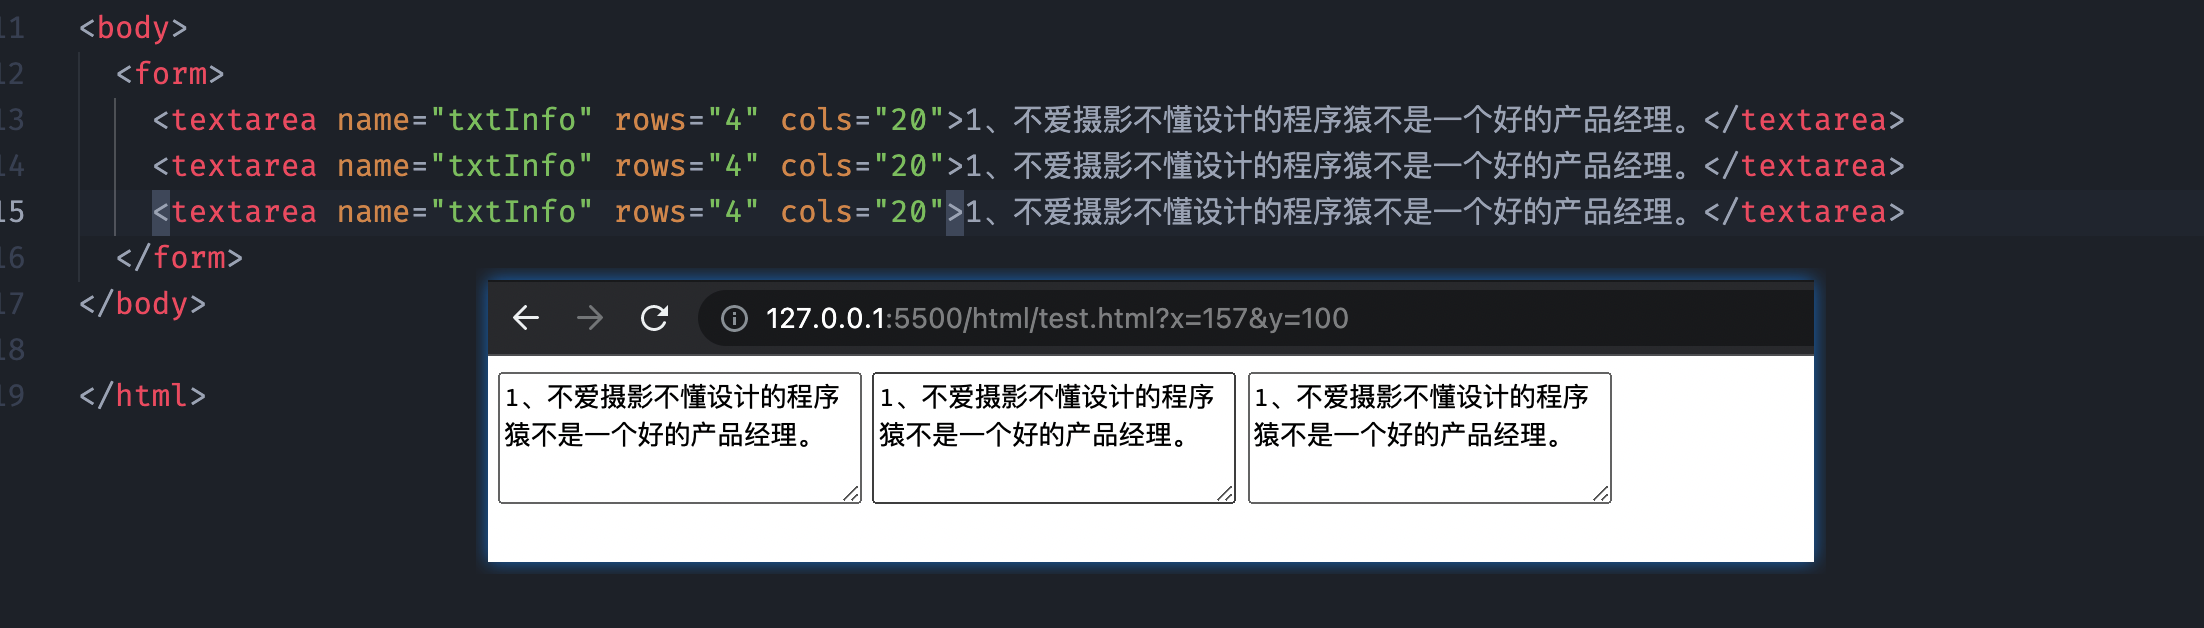 11 <body>
12 <form>
13 <textarea name="txtInfo" rows="4" cols="20">1、不爱摄影不懂设计的程序猿不是一个好的产品经理。</textarea>
14 <textarea name="txtInfo" rows="4" cols="20">1、不爱摄影不懂设计的程序猿不是一个好的产品经理。</textarea>
15 <textarea name="txtInfo" rows="4" cols="20">1、不爱摄影不懂设计的程序猿不是一个好的产品经理。</textarea>
16 </form>
17 </body>
18
19 </html>
127.0.0.1:5500/html/test.html?x=157&y=100
1、不爱摄影不懂设计的程序
猿不是一个好的产品经理。
1、不爱摄影不懂设计的程序
猿不是一个好的产品经理。
1、不爱摄影不懂设计的程序
猿不是一个好的产品经理。